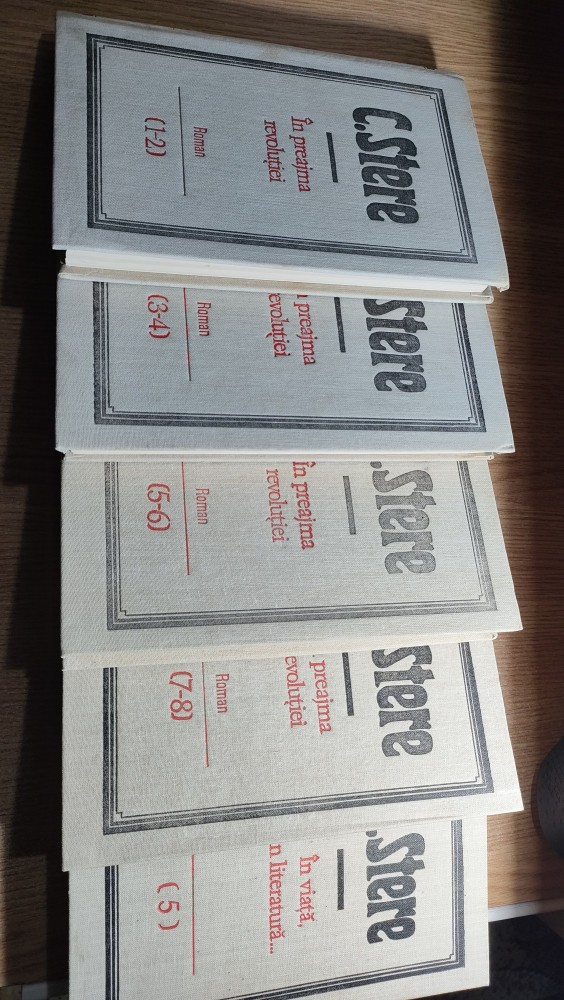 C.Stere
În preajma
revoluției
Roman
(1-2)
Stere
preajma
evoluției
Roman
(3-4)
.Stere
În preajma
revoluției
Roman
(5-6)
Stere
preajma
evoluției
Roman
(7-8)
.Stere
În viață,
n literatură...
(5)